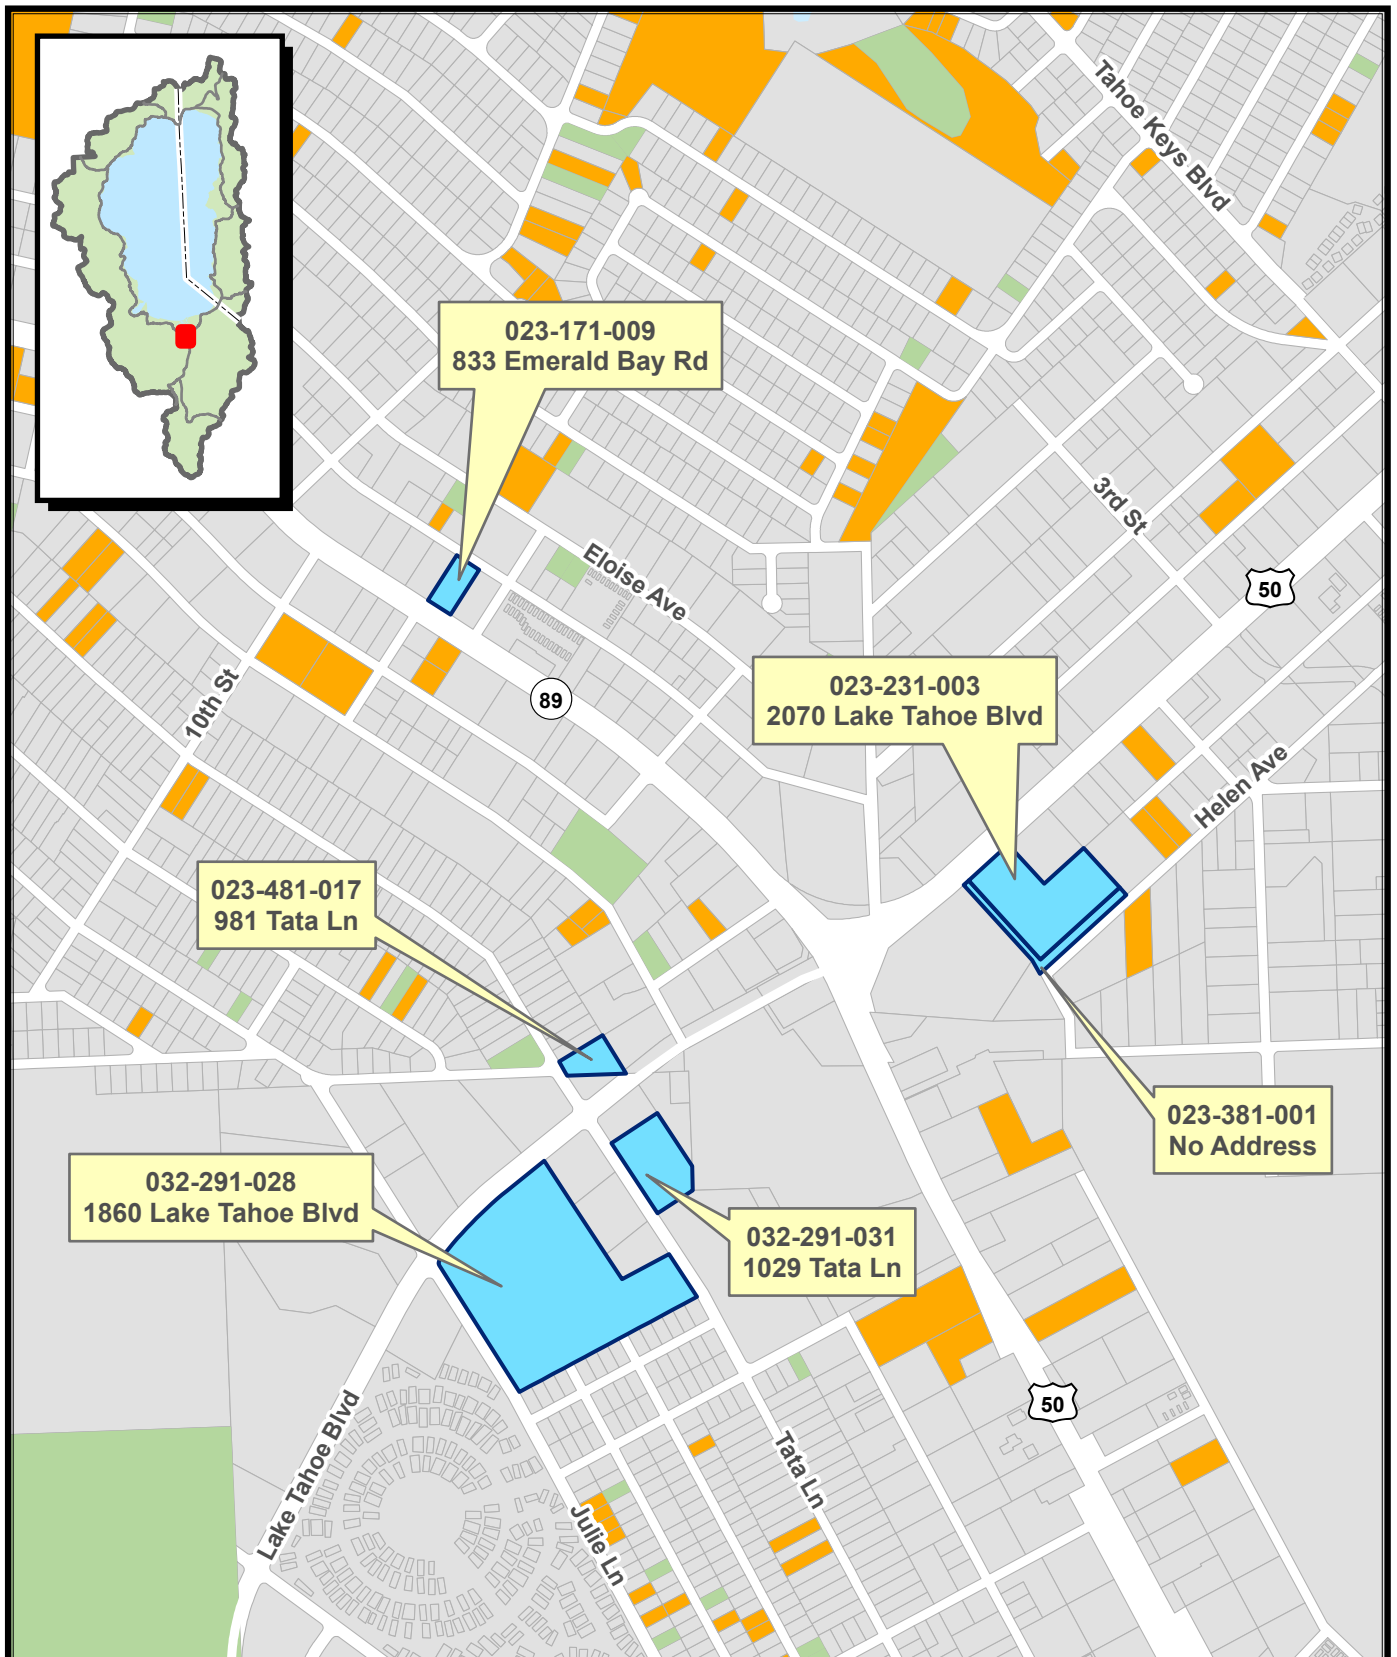 Tahoe Keys Blvd
023-171-009
833 Emerald Bay Rd
3rd St
Eloise Ave
50
023-231-003
2070 Lake Tahoe Blvd
10th St
89
Helen Ave
023-481-017
981 Tata Ln
023-381-001
No Address
032-291-028
1860 Lake Tahoe Blvd
032-291-031
1029 Tata Ln
50
Lake Tahoe Blvd
Tata Ln
Julie Ln